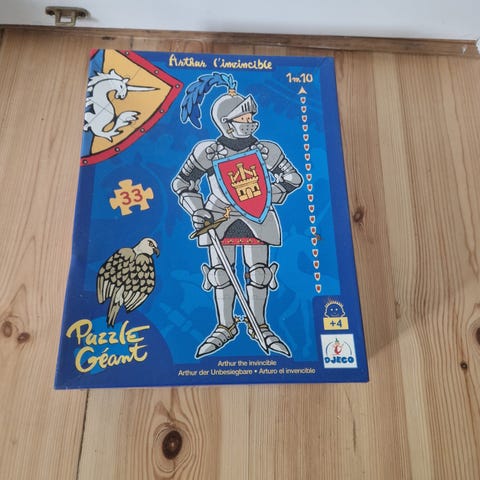 Arthur l'invincible
1m10
33
Puzzle
Géant
+4
DJECO
Arthur the invincible
Arthur der Unbesiegbare • Arturo el invencible